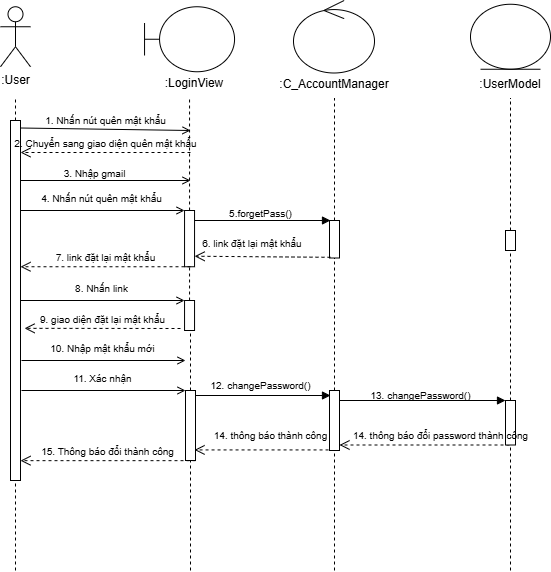 :User
:LoginView
:C_AccountManager
:UserModel
1. Nhấn nút quên mật khẩu
2. Chuyển sang giao diện quên mật khẩu
3. Nhập gmail
4. Nhấn nút quên mật khẩu
5.forgetPass()
6. link đặt lại mật khẩu
7. link đặt lại mật khẩu
8. Nhấn link
9. giao diện đặt lại mật khẩu
10. Nhập mật khẩu mới
11. Xác nhận
12. changePassword()
13. changePassword()
14. thông báo đổi password thành công
14. thông báo thành công
15. Thông báo đổi thành công